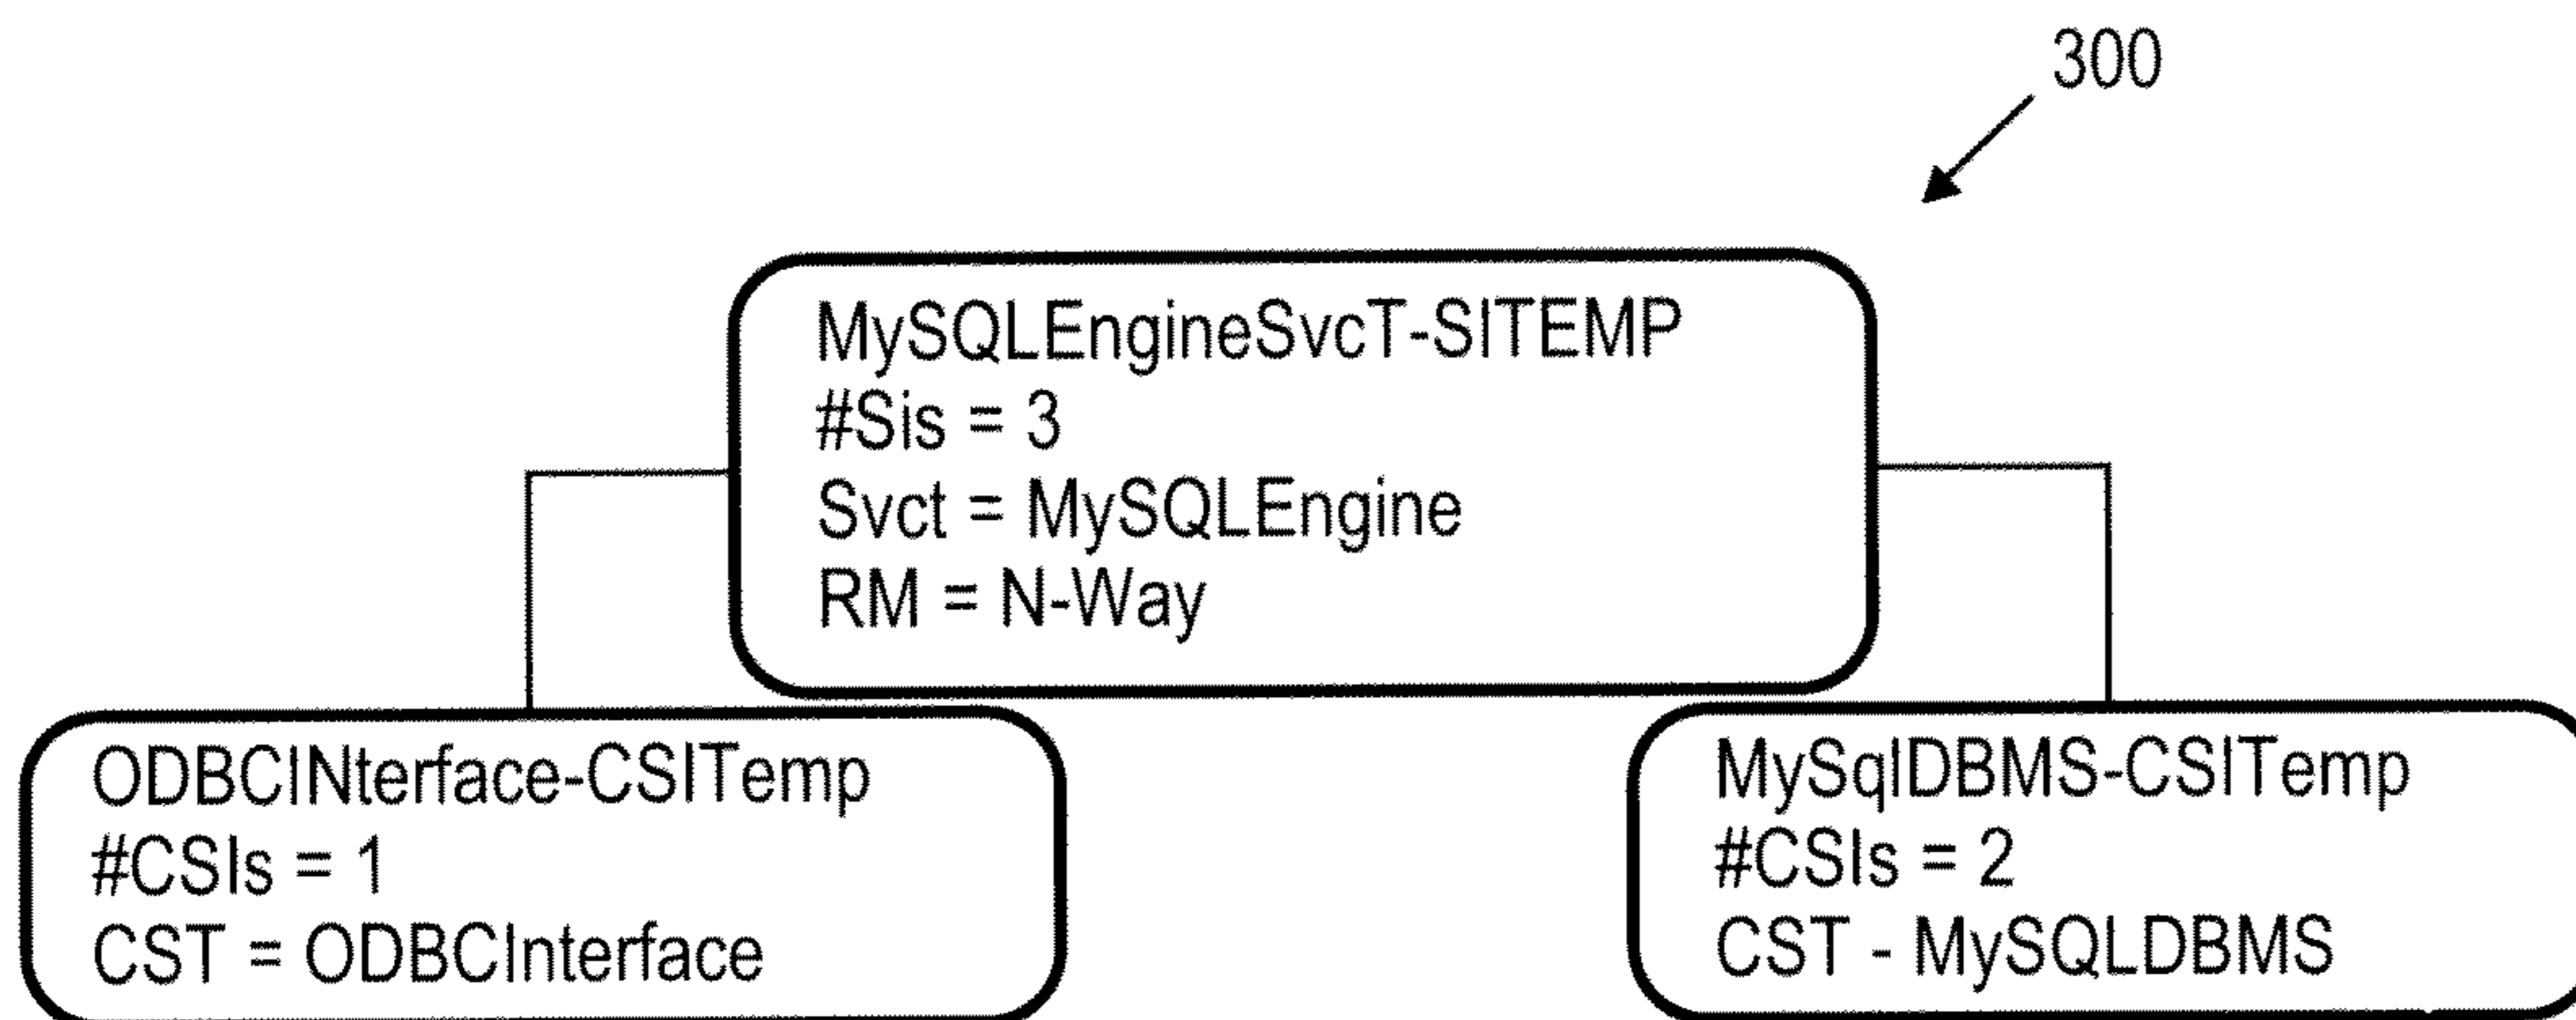 300
MySQLEngineSvcT-SITEMP
#Sis = 3
Svct = MySQLEngine
RM = N-Way
ODBCINterface-CSITemp
#CSIs = 1
CST = ODBCInterface
MySqlDBMS-CSITemp
#CSIs = 2
CST - MySQLDBMS